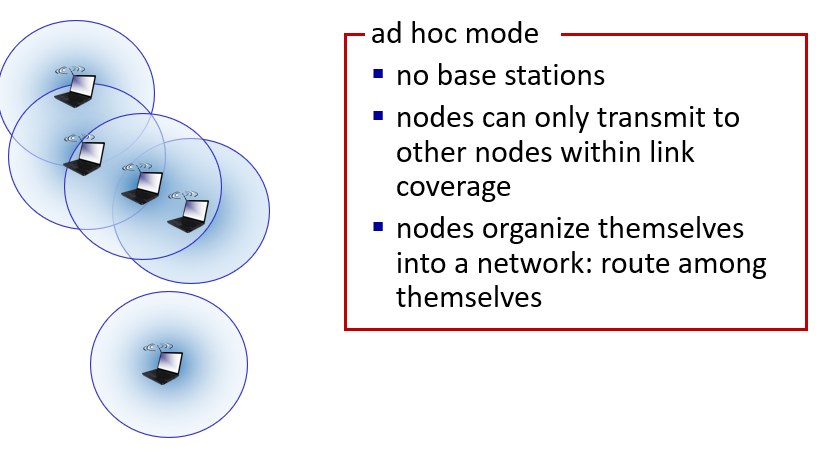 ad hoc mode
▪ no base stations
▪ nodes can only transmit to
other nodes within link
coverage
▪ nodes organize themselves
into a network: route among
themselves